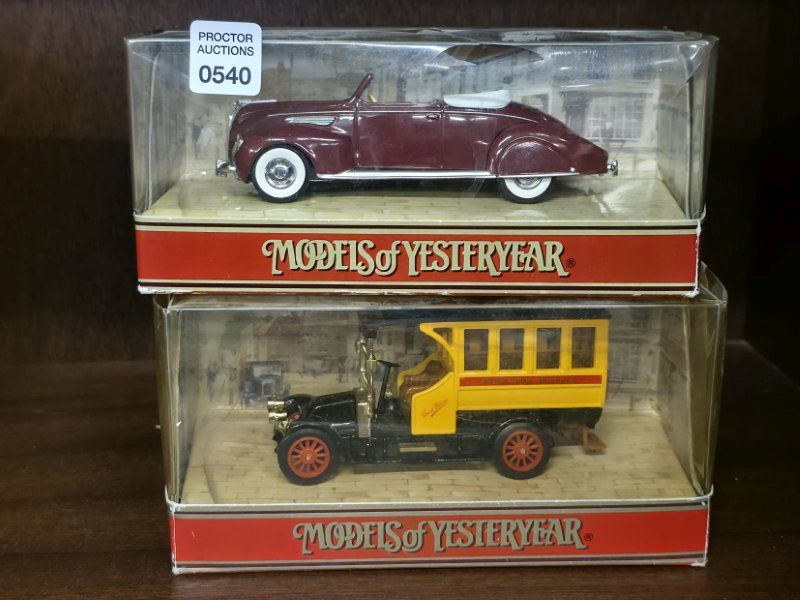 PROCTOR
AUCTIONS
0540
MODELS of YESTERYEAR®
MODELS of YESTERYEAR®